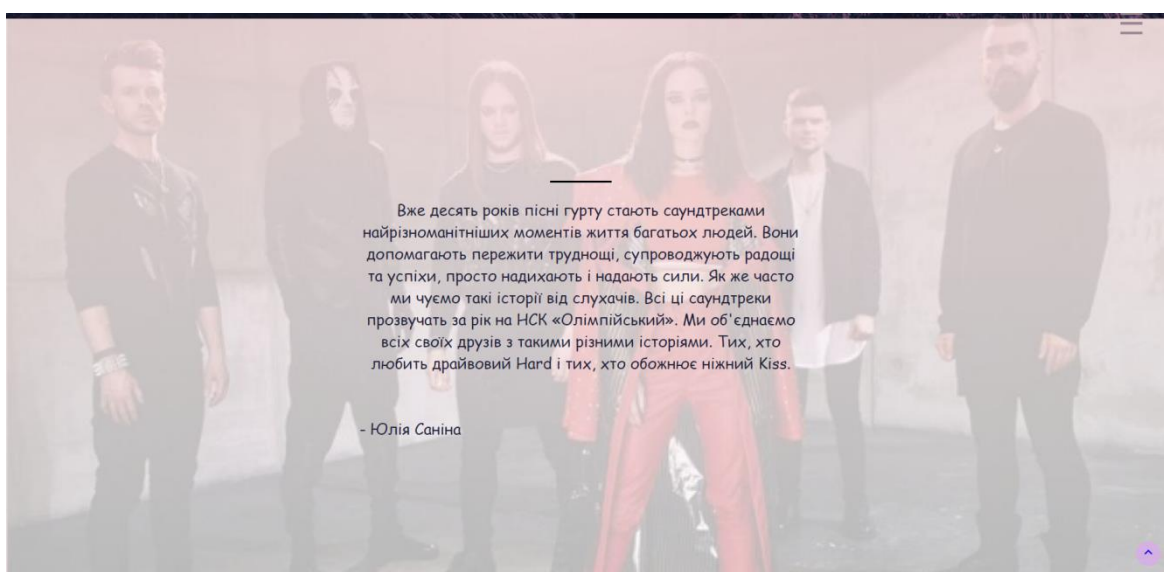 Вже десять років пісні гурту стають саундтреками
найрізноманітніших моментів життя багатьох людей. Вони
допомагають пережити труднощі, супроводжують радощі
та успіхи, просто надихають і надають сили. Як же часто
ми чуємо такі історії від слухачів. Всі ці саундтреки
прозвучать за рік на НСК «Олімпійський». Ми об'єднаємо
всіх своїх друзів з такими різними історіями. Тих, хто
любить драйвовий Hard і тих, хто обожнює ніжний Kiss.
- Юлія Саніна